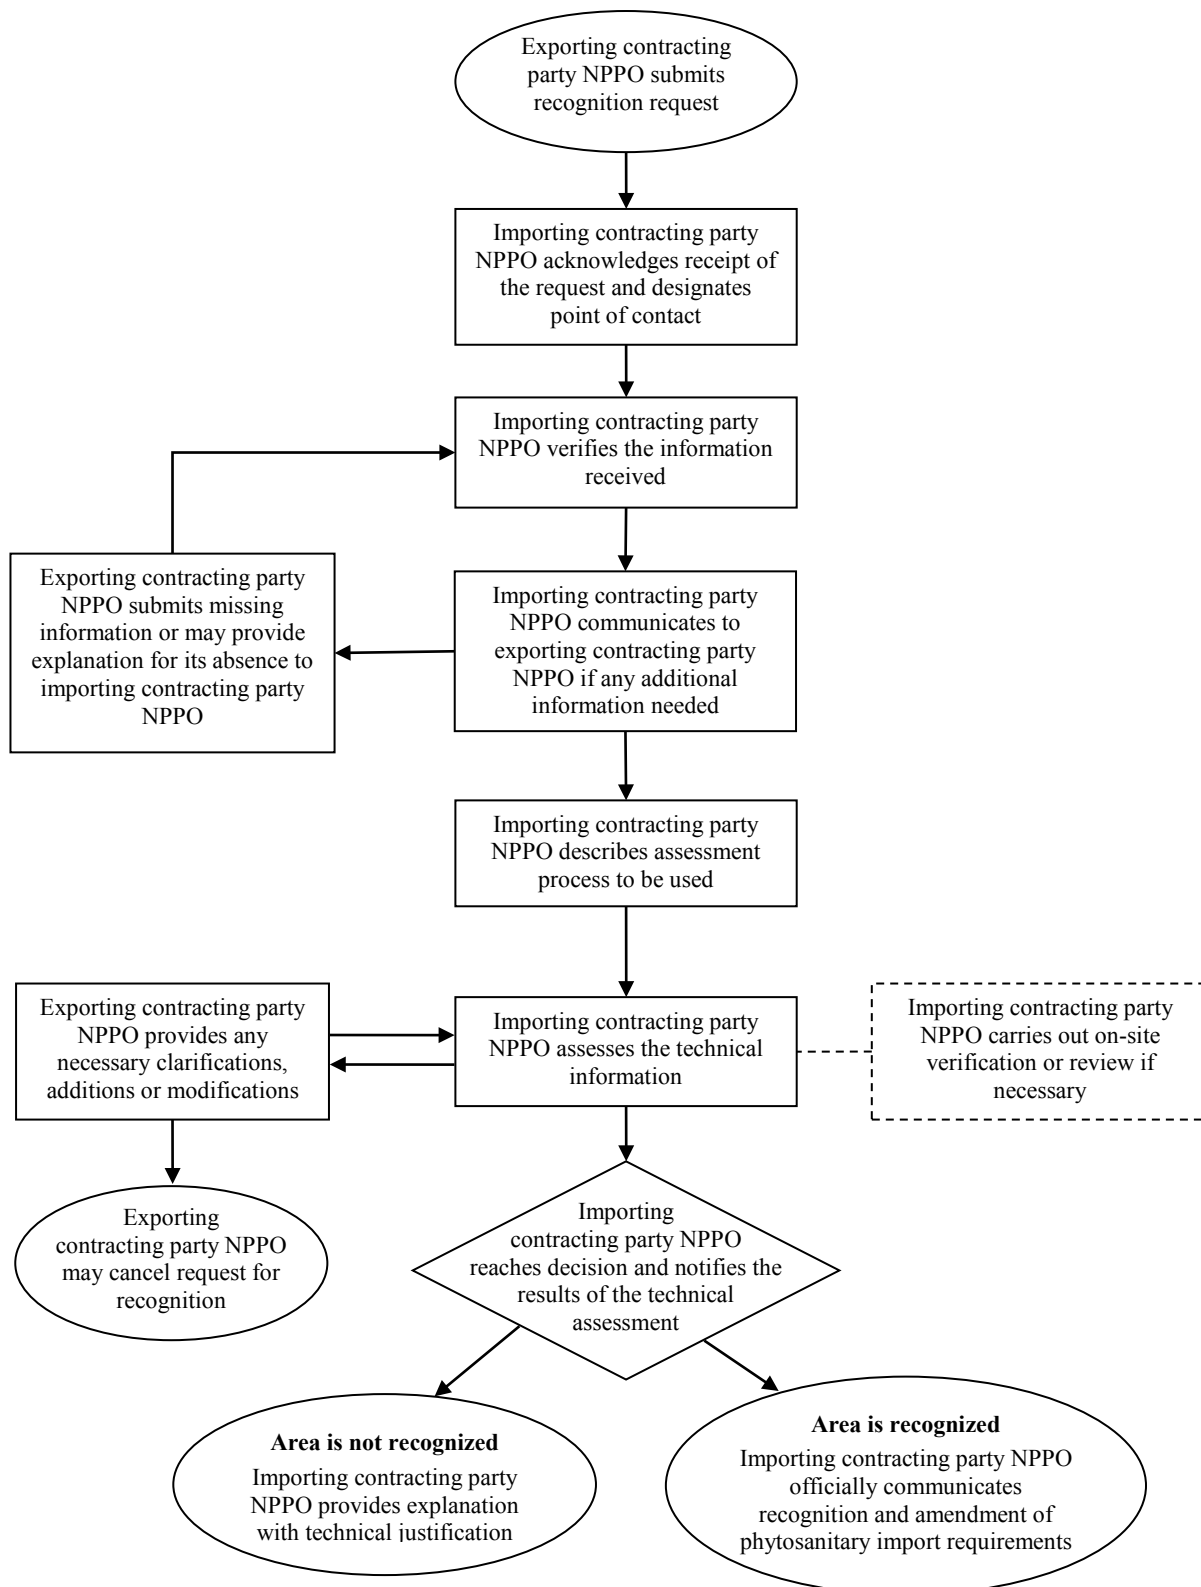 Exporting contracting
party NPPO submits
recognition request
Importing contracting party
NPPO acknowledges receipt of
the request and designates
point of contact
Importing contracting party
NPPO verifies the information
received
Exporting contracting party
NPPO submits missing
information or may provide
explanation for its absence to
importing contracting party
NPPO
Importing contracting party
NPPO communicates to
exporting contracting party
NPPO if any additional
information needed
Importing contracting party
NPPO describes assessment
process to be used
Exporting contracting party
NPPO provides any
necessary clarifications,
additions or modifications
Importing contracting party
NPPO assesses the technical
information
Importing contracting party
NPPO carries out on-site
verification or review if
necessary
Exporting
contracting party NPPO
may cancel request for
recognition
Importing
contracting party NPPO
reaches decision and notifies the
results of the technical
assessment
Area is not recognized
Importing contracting party
NPPO provides explanation
with technical justification
Area is recognized
Importing contracting party NPPO
officially communicates
recognition and amendment of
phytosanitary import requirements